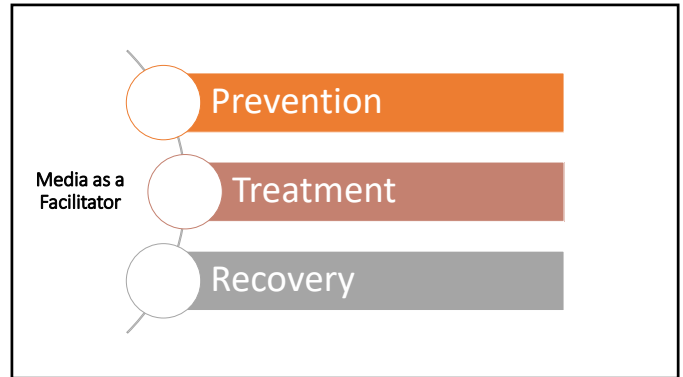 Prevention
Media as a
Facilitator
Treatment
Recovery